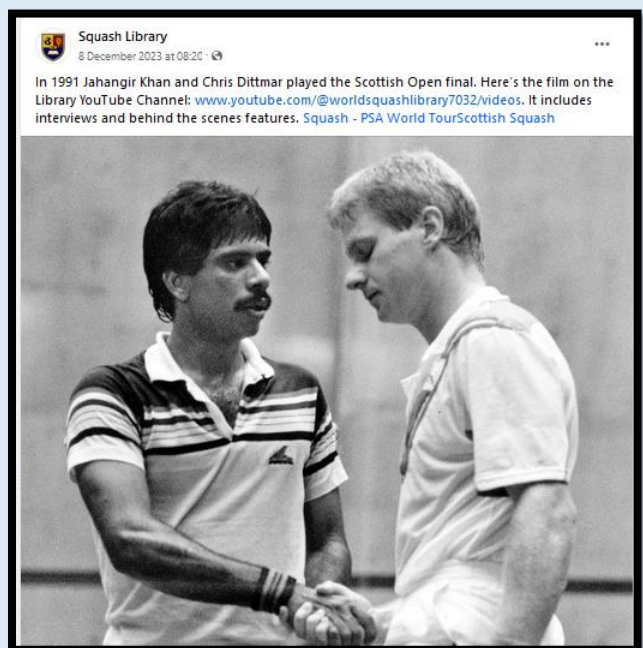 Squash Library
8 December 2023 at 08:20 ·
In 1991 Jahangir Khan and Chris Dittmar played the Scottish Open final. Here's the film on the
Library YouTube Channel: www.youtube.com/@worldsquashlibrary7032/videos. It includes
interviews and behind the scenes features. Squash - PSA World TourScottish Squash